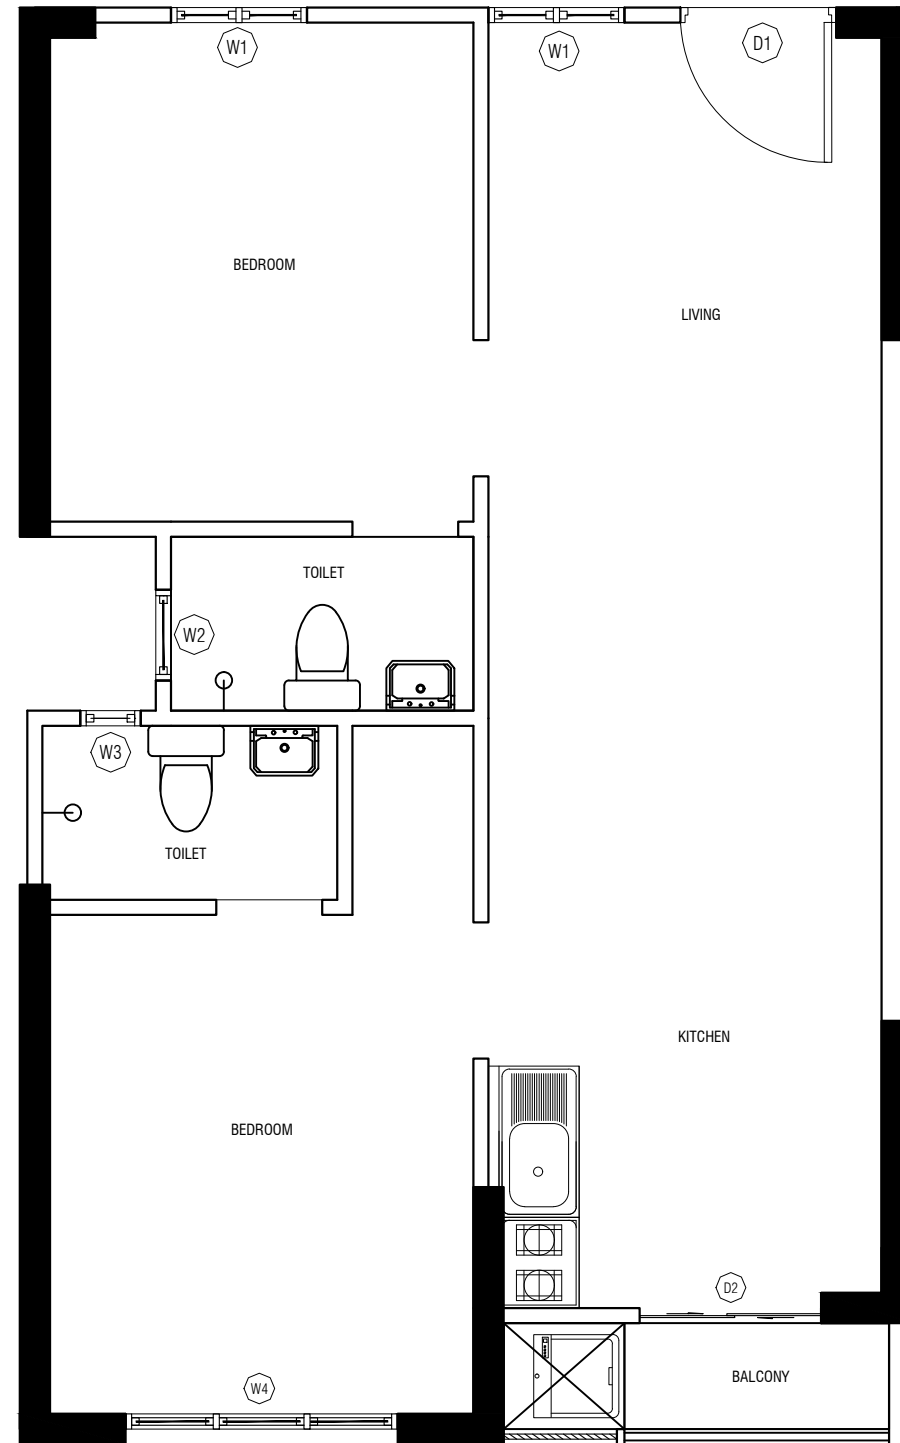 W1
W1
D1
BEDROOM
LIVING
TOILET
W2
W3
TOILET
KITCHEN
BEDROOM
D2
BALCONY
W4